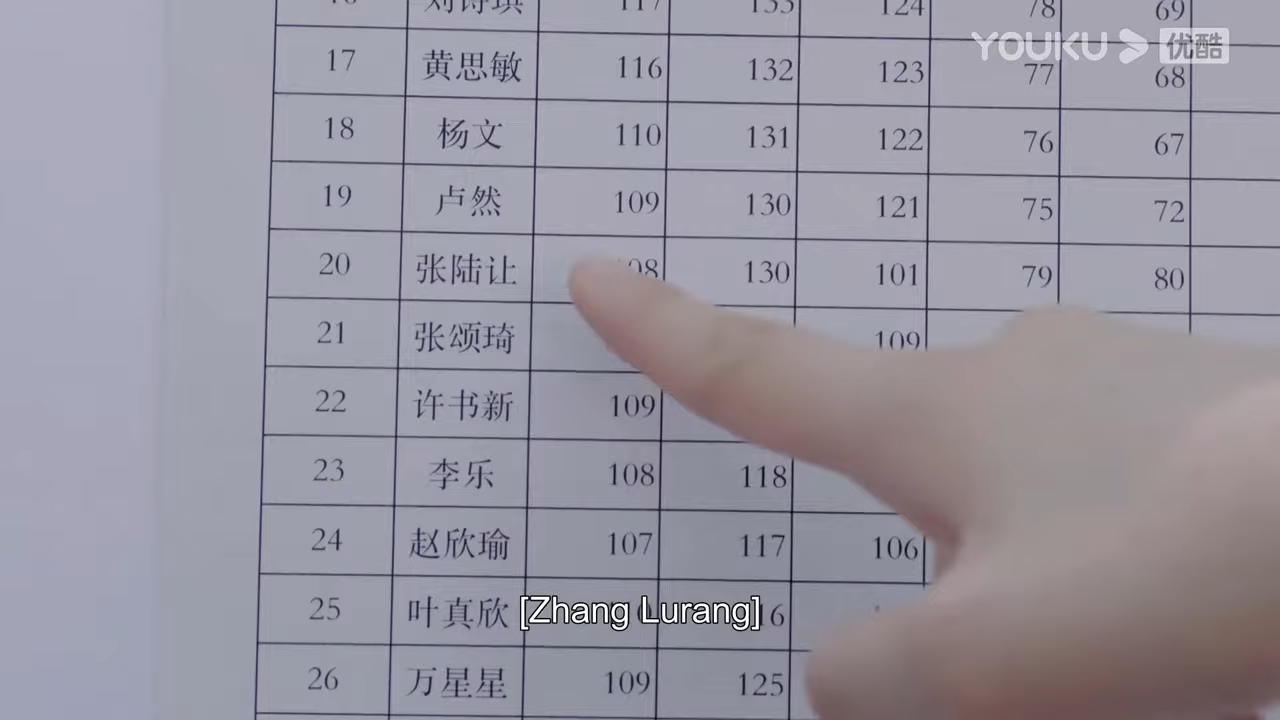 YOUKU 优酷
17 黄思敏 116 132 123 77 68
18 杨文 110 131 122 76 67
19 卢然 109 130 121 75 72
20 张陆让 130 101 79 80
21 张颂琦 109
22 许书新 109
23 李乐 108 118
24 赵欣瑜 107 117 106
25 叶真欣
[Zhang Lurang]
26 万星星 109 125